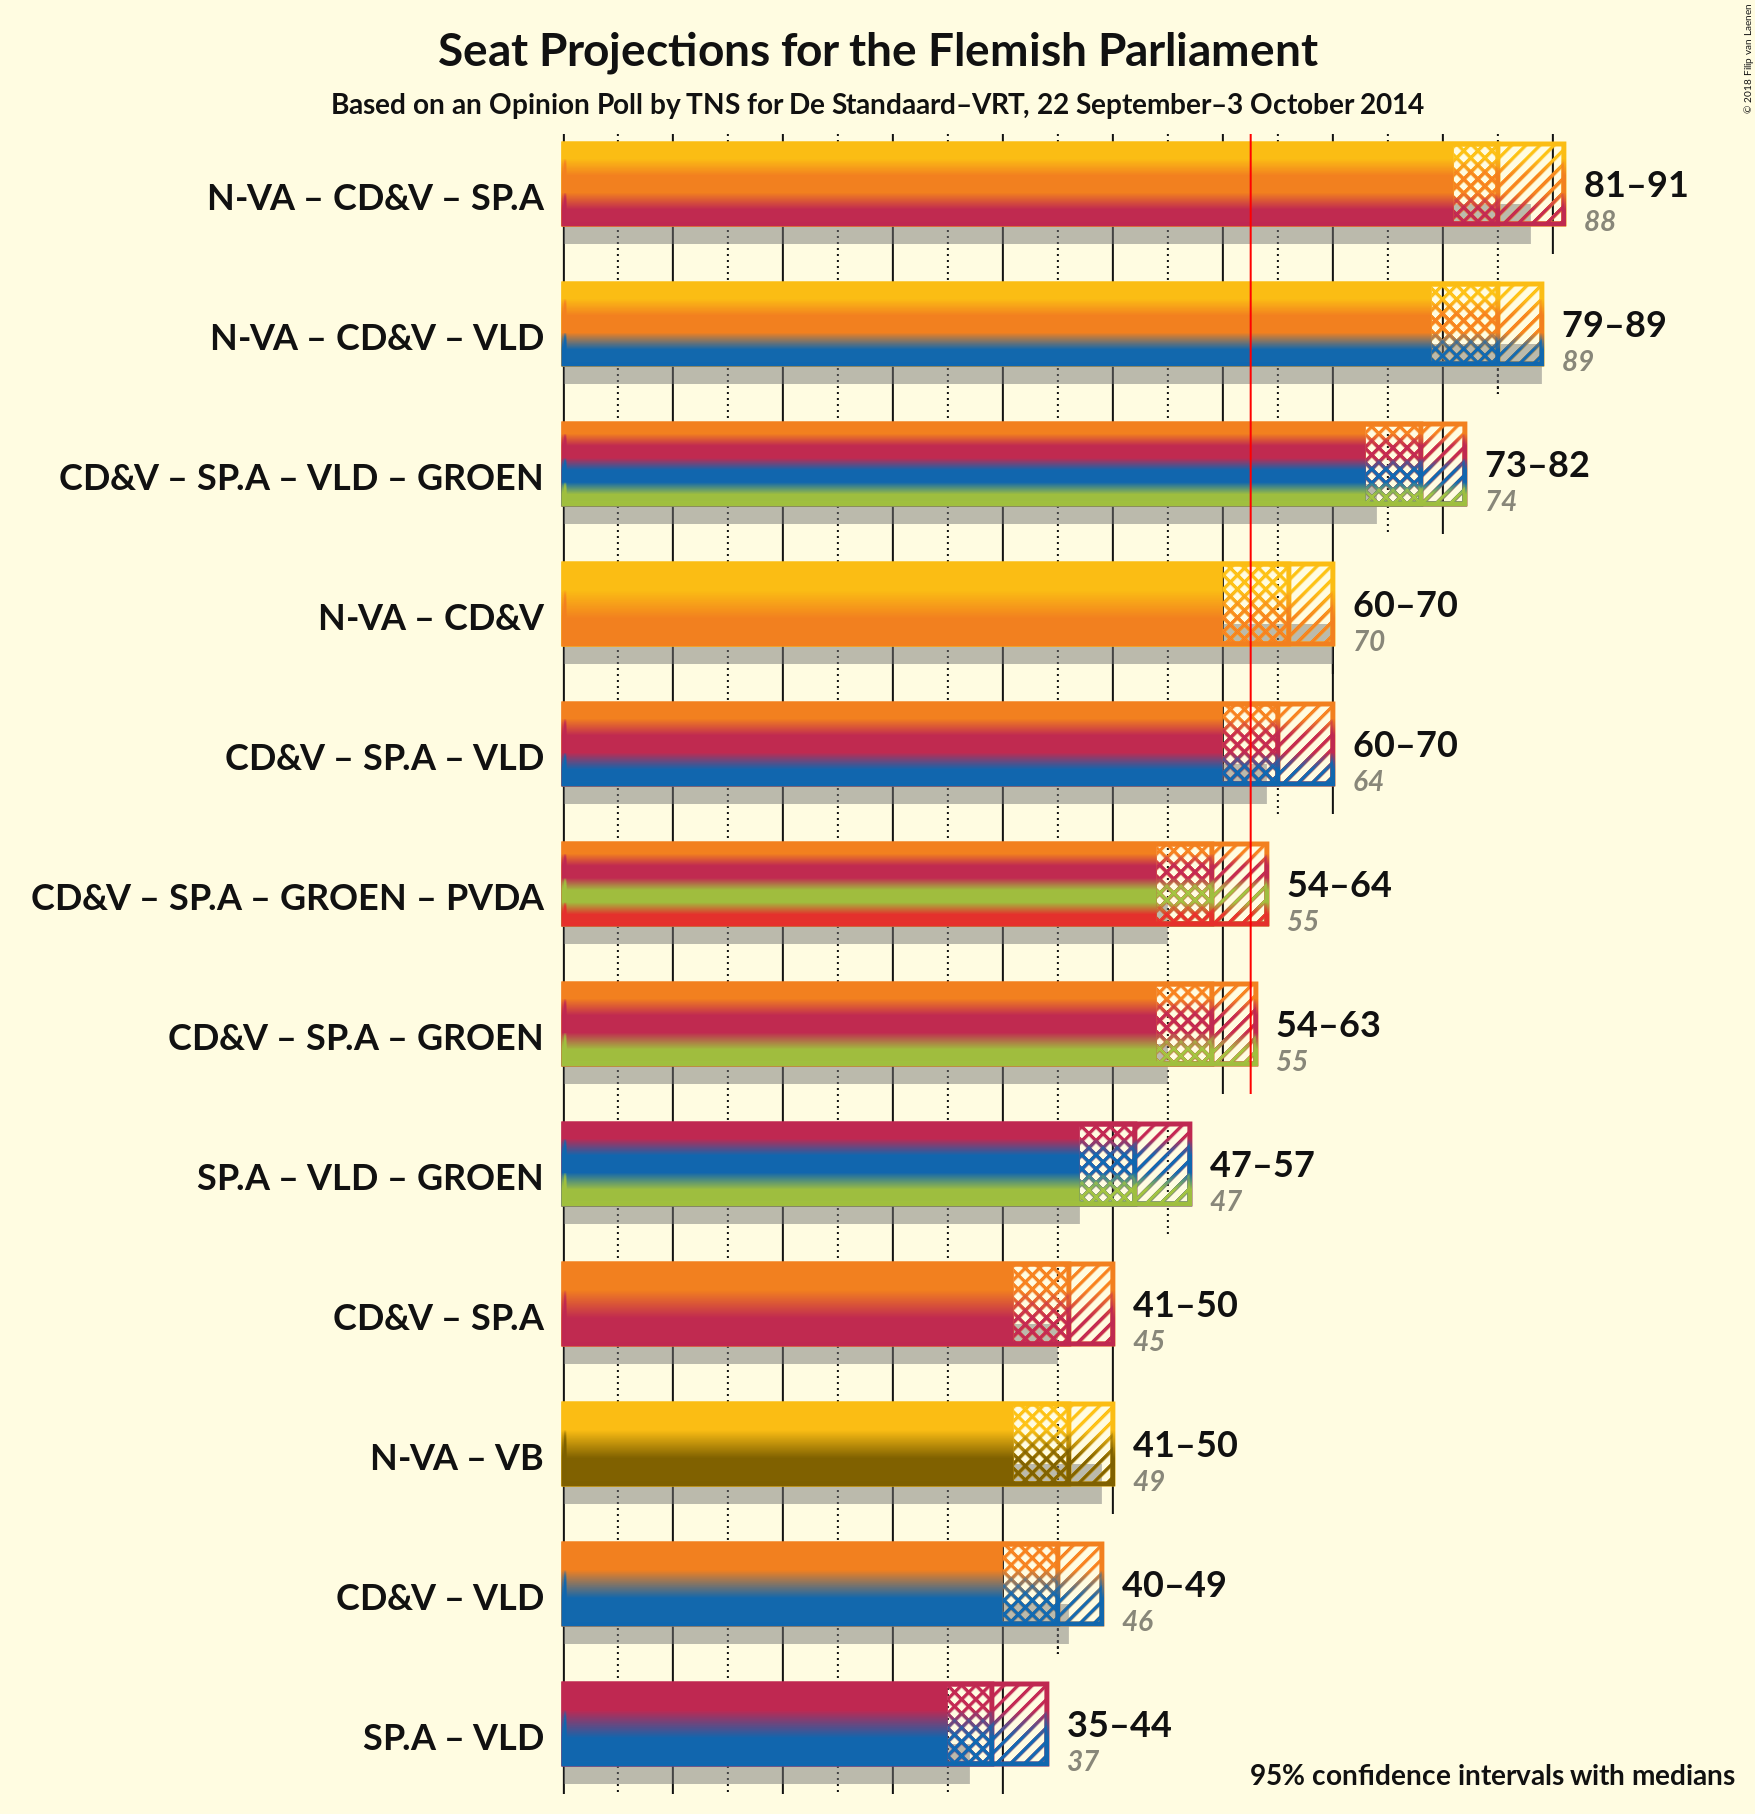 Seat Projections for the Flemish Parliament
Based on an Opinion Poll by TNS for De Standaard–VRT, 22 September–3 October 2014
© 2018 Filip van Laenen
N-VA – CD&V – SP.A
81–91
88
N-VA – CD&V – VLD
79–89
89
CD&V – SP.A – VLD – GROEN
73–82
74
N-VA – CD&V
60–70
70
CD&V – SP.A – VLD
60–70
64
CD&V – SP.A – GROEN – PVDA
54–64
55
CD&V – SP.A – GROEN
54–63
55
SP.A – VLD – GROEN
47–57
47
CD&V – SP.A
41–50
45
N-VA – VB
41–50
49
CD&V – VLD
40–49
46
SP.A – VLD
35–44
37
95% confidence intervals with medians